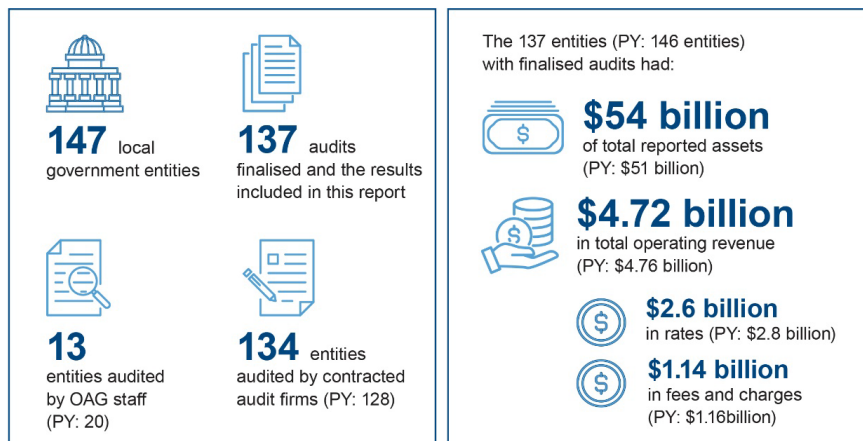 147 local
government entities
137 audits
finalised and the results
included in this report
13
entities audited
by OAG staff
(PY: 20)
134 entities
audited by contracted
audit firms (PY: 128)
The 137 entities (PY: 146 entities)
with finalised audits had:
$
$54 billion
of total reported assets
(PY: $51 billion)
$
$4.72 billion
in total operating revenue
(PY: $4.76 billion)
$
$2.6 billion
in rates (PY: $2.8 billion)
$
$1.14 billion
in fees and charges
(PY: $1.16billion)